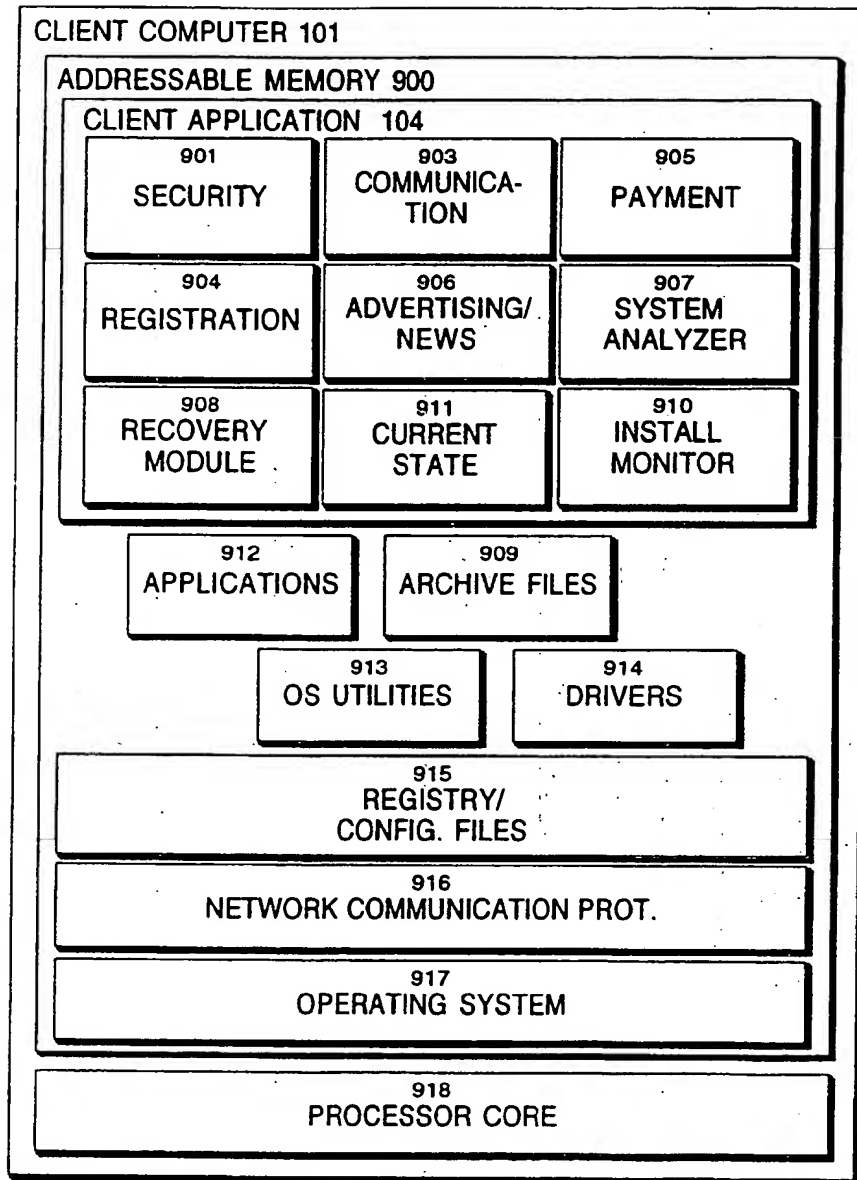 CLIENT COMPUTER 101
ADDRESSABLE MEMORY 900
CLIENT APPLICATION 104
901
SECURITY
903
COMMUNICA-
TION
905
PAYMENT
904
REGISTRATION
906
ADVERTISING/
NEWS
907
SYSTEM
ANALYZER
908
RECOVERY
MODULE
911
CURRENT
STATE
910
INSTALL
MONITOR
912
APPLICATIONS
909
ARCHIVE FILES
913
OS UTILITIES
914
DRIVERS
915
REGISTRY/
CONFIG. FILES
916
NETWORK COMMUNICATION PROT.
917
OPERATING SYSTEM
918
PROCESSOR CORE